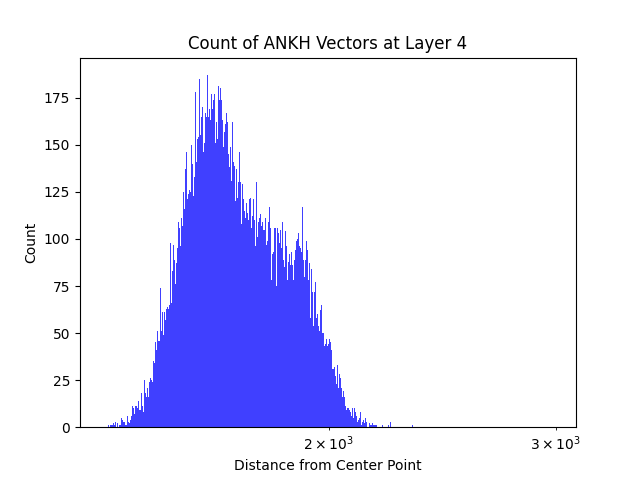 Count of ANKH Vectors at Layer 4
Count
175
150
125
100
75
50
25
0
2 × 10³
3 × 10³
Distance from Center Point